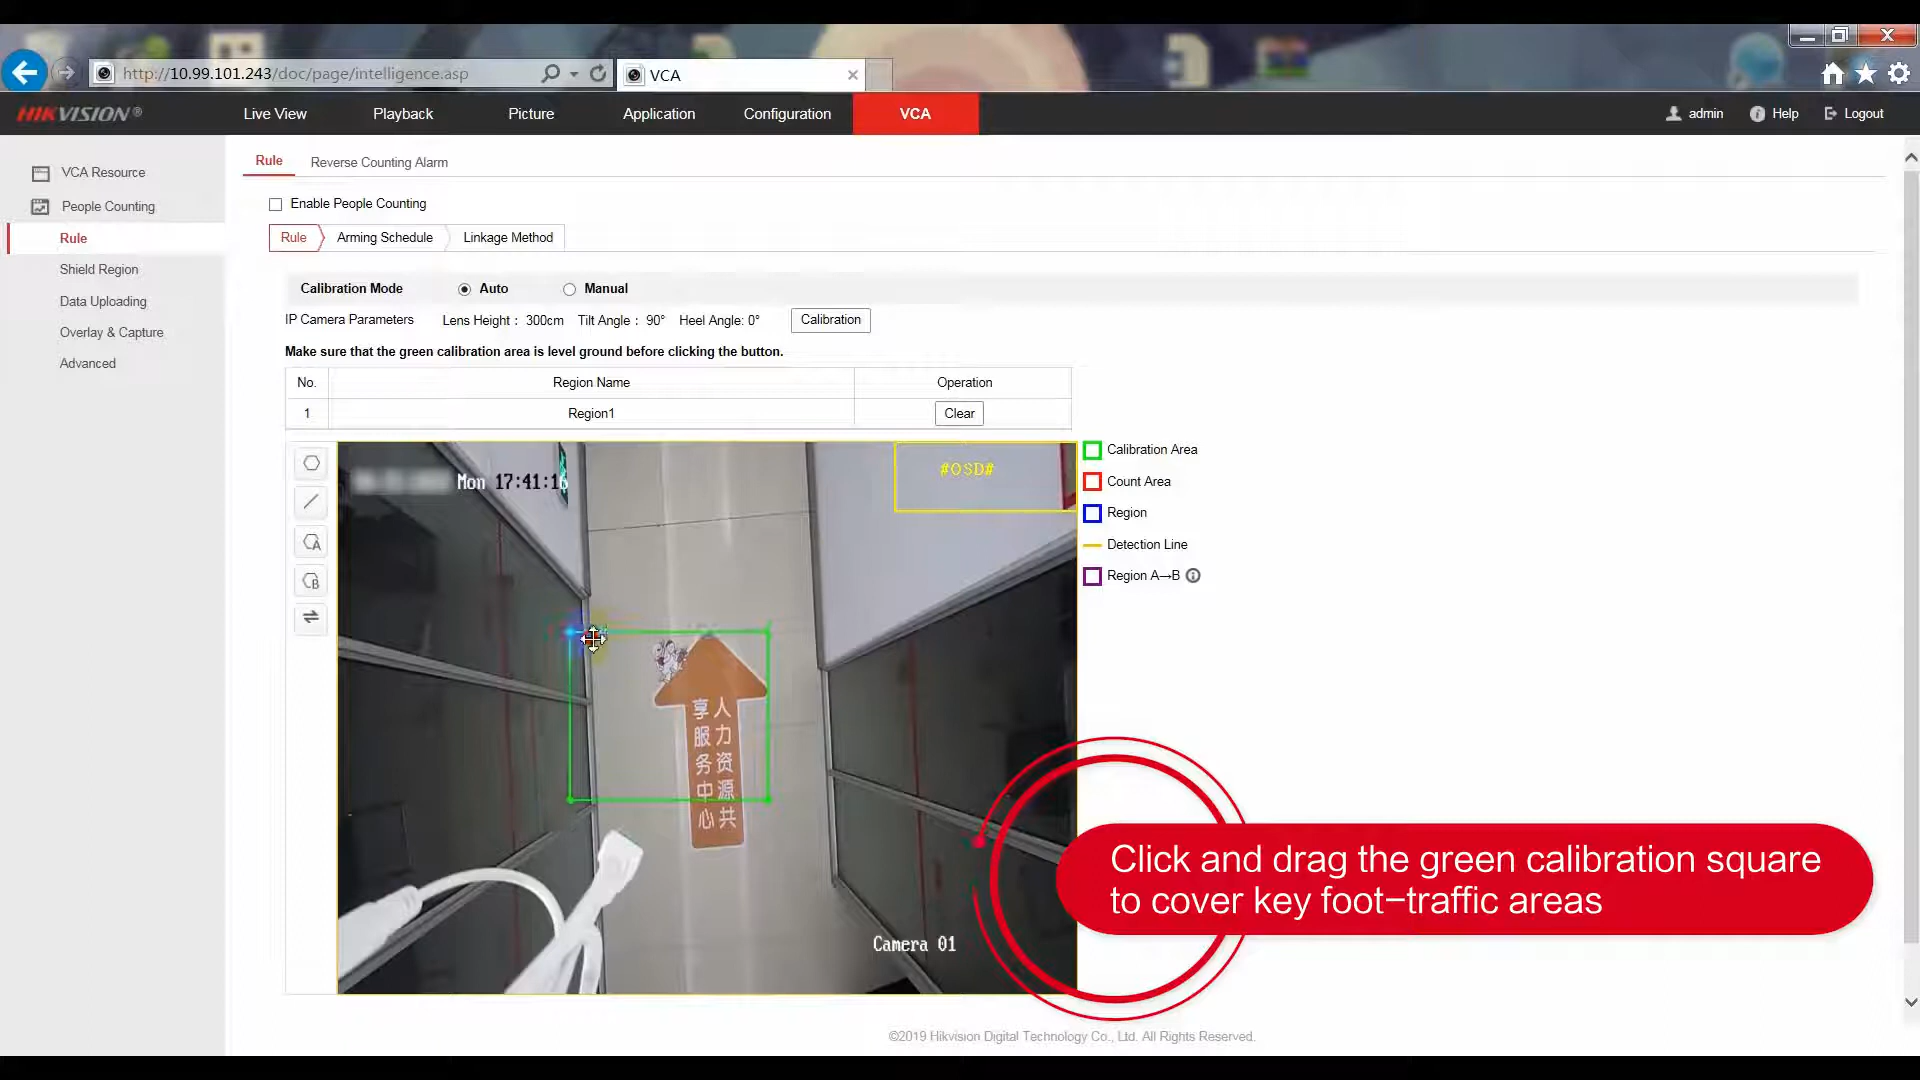 http://10.99.101.243/doc/page/intelligence.asp
VCA
HIKVISION®
Live View
Playback
Picture
Application
Configuration
VCA
admin
Help
Logout
VCA Resource
People Counting
Rule
Shield Region
Data Uploading
Overlay & Capture
Advanced
Rule
Reverse Counting Alarm
Enable People Counting
Rule
Arming Schedule
Linkage Method
Calibration Mode
Auto
Manual
IP Camera Parameters
Lens Height : 300cm
Tilt Angle : 90°
Heel Angle: 0°
Calibration
Make sure that the green calibration area is level ground before clicking the button.
No. Region Name Operation
1 Region1 Clear
A
B
Mon 17:41:16
#OSD#
人力资源共
享服务中心
Camera 01
Calibration Area
Count Area
Region
Detection Line
Region A→B
Click and drag the green calibration square
to cover key foot-traffic areas
©2019 Hikvision Digital Technology Co., Ltd. All Rights Reserved.